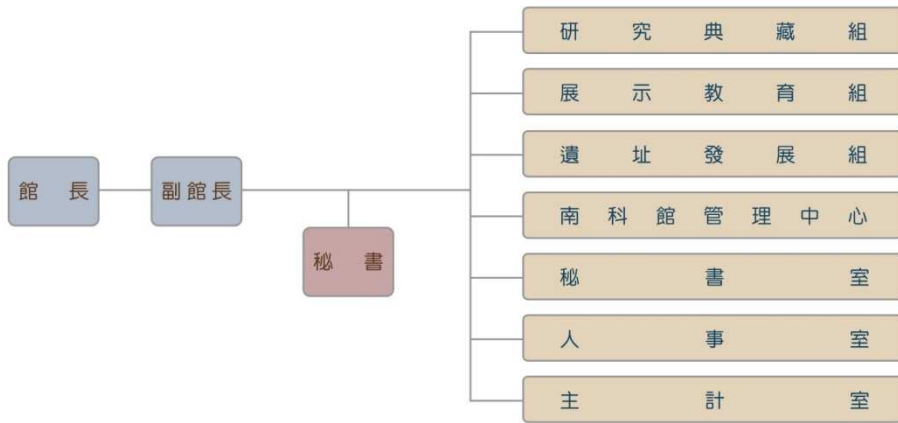 館長
副館長
秘書
研究典藏組
展示教育組
遺址發展組
南科館管理中心
秘書室
人事室
主計室